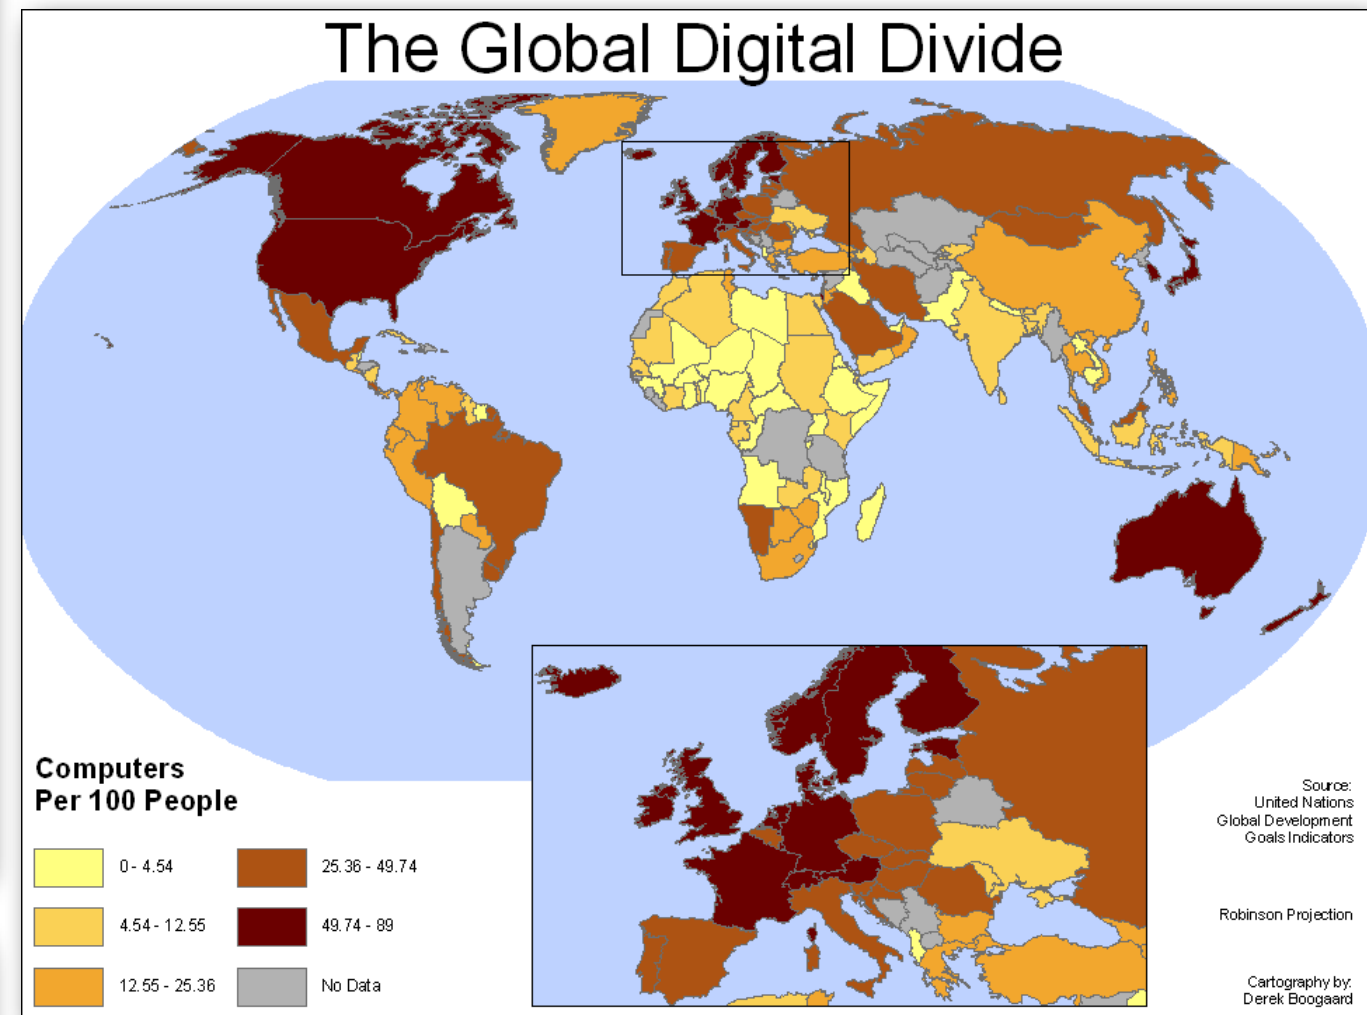 The Global Digital Divide
Computers
Per 100 People
0 - 4.54
25.36 - 49.74
4.54 - 12.55
49.74 - 89
12.55 - 25.36
No Data
Source:
United Nations
Global Development
Goals Indicators
Robinson Projection
Cartography by:
Derek Boogaard